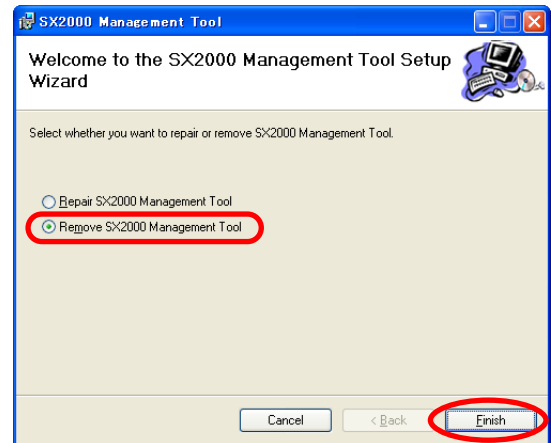 SX2000 Management Tool
Welcome to the SX2000 Management Tool Setup
Wizard
Select whether you want to repair or remove SX2000 Management Tool.
Repair SX2000 Management Tool
Remove SX2000 Management Tool
Cancel
< Back
Finish